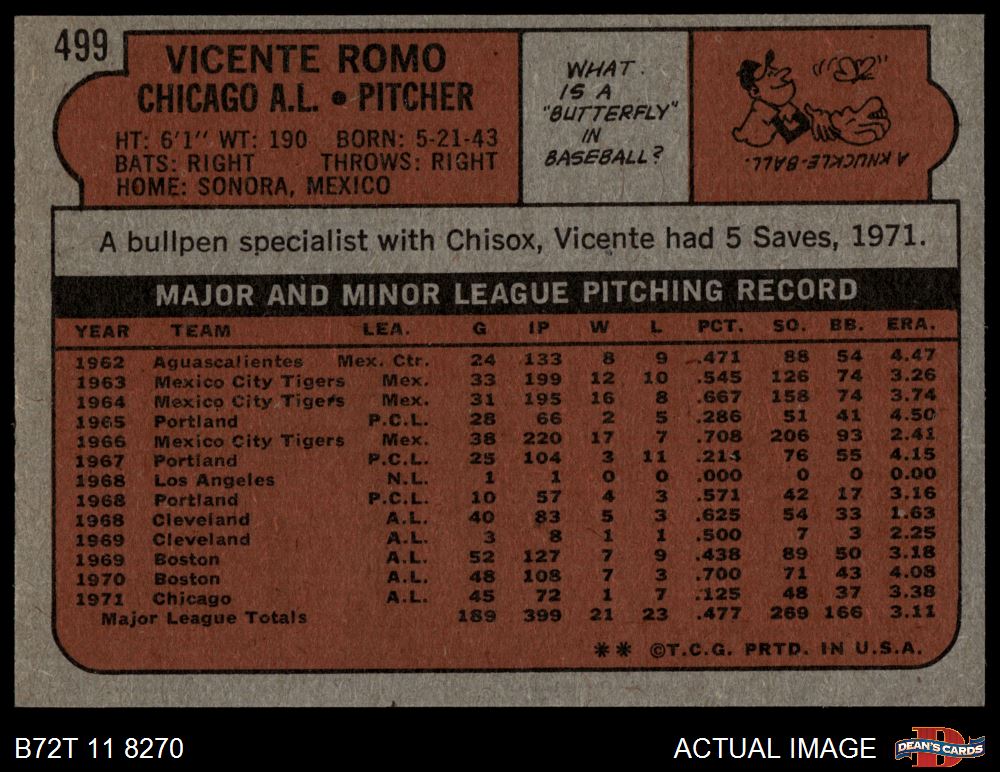 499
VICENTE ROMO
CHICAGO A.L. • PITCHER
HT: 6'1" WT: 190 BORN: 5-21-43
BATS: RIGHT THROWS: RIGHT
HOME: SONORA, MEXICO
WHAT
IS A
"BUTTERFLY"
IN
BASEBALL?
A KNUCKLE-BALL.
A bullpen specialist with Chisox, Vicente had 5 Saves, 1971.
MAJOR AND MINOR LEAGUE PITCHING RECORD
YEAR TEAM LEA. G IP W L PCT. SO. BB. ERA.
1962 Aguascalientes Mex. Ctr. 24 133 8 9 .471 88 54 4.47
1963 Mexico City Tigers Mex. 33 199 12 10 .545 126 74 3.26
1964 Mexico City Tigers Mex. 31 195 16 8 .667 158 74 3.74
1965 Portland P.C.L. 28 66 2 5 .286 51 41 4.50
1966 Mexico City Tigers Mex. 38 220 17 7 .708 206 93 2.41
1967 Portland P.C.L. 25 104 3 11 .214 76 55 4.15
1968 Los Angeles N.L. 1 1 0 0 .000 0 0 0.00
1968 Portland P.C.L. 10 57 4 3 .571 42 17 3.16
1968 Cleveland A.L. 40 83 5 3 .625 54 33 1.63
1969 Cleveland A.L. 3 8 1 1 .500 7 3 2.25
1969 Boston A.L. 52 127 7 9 .438 89 50 3.18
1970 Boston A.L. 48 108 7 3 .700 71 43 4.08
1971 Chicago A.L. 45 72 1 7 .125 48 37 3.38
Major League Totals 189 399 21 23 .477 269 166 3.11
** ©T.C.G. PRTD. IN U.S.A.
B72T 11 8270
ACTUAL IMAGE
DEAN'S CARDS